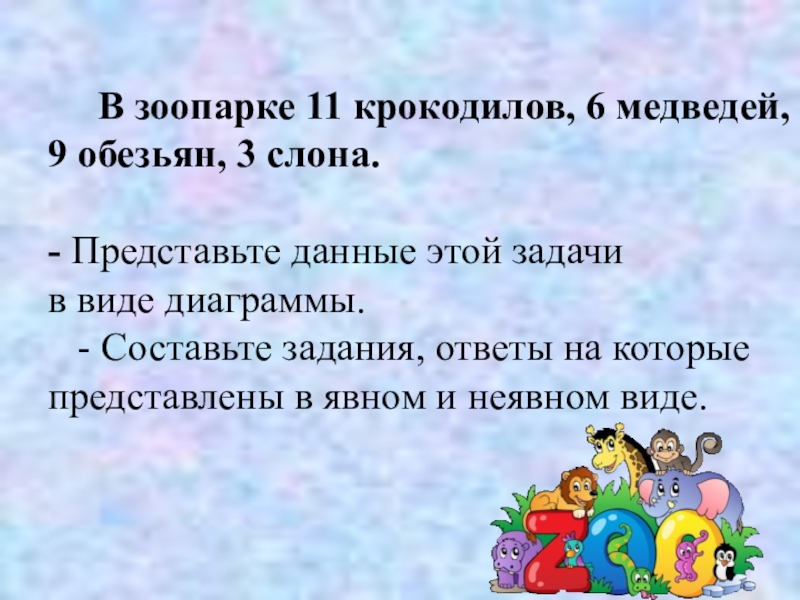 В зоопарке 11 крокодилов, 6 медведей,
9 обезьян, 3 слона.
- Представьте данные этой задачи
в виде диаграммы.
- Составьте задания, ответы на которые
представлены в явном и неявном виде.
ZOO